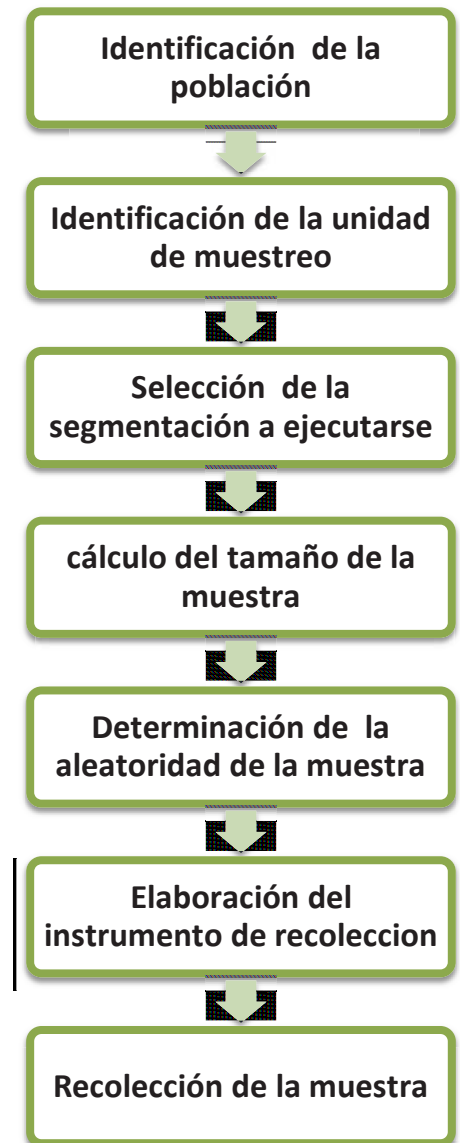 Identificación de la
población
Identificación de la unidad
de muestreo
Selección de la
segmentación a ejecutarse
cálculo del tamaño de la
muestra
Determinación de la
aleatoridad de la muestra
Elaboración del
instrumento de recoleccion
Recolección de la muestra